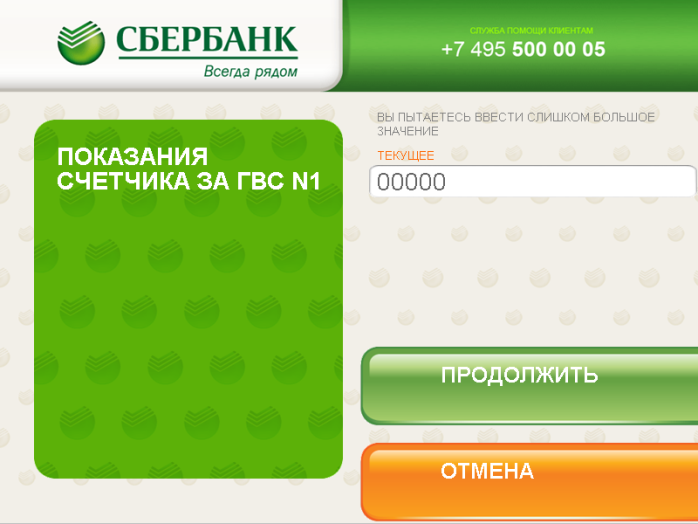 СБЕРБАНК
Всегда рядом
СЛУЖБА ПОМОЩИ КЛИЕНТАМ
+7 495 500 00 05
ПОКАЗАНИЯ
СЧЕТЧИКА ЗА ГВС N1
ВЫ ПЫТАЕТЕСЬ ВВЕСТИ СЛИШКОМ БОЛЬШОЕ
ЗНАЧЕНИЕ
ТЕКУЩЕЕ
00000
ПРОДОЛЖИТЬ
ОТМЕНА